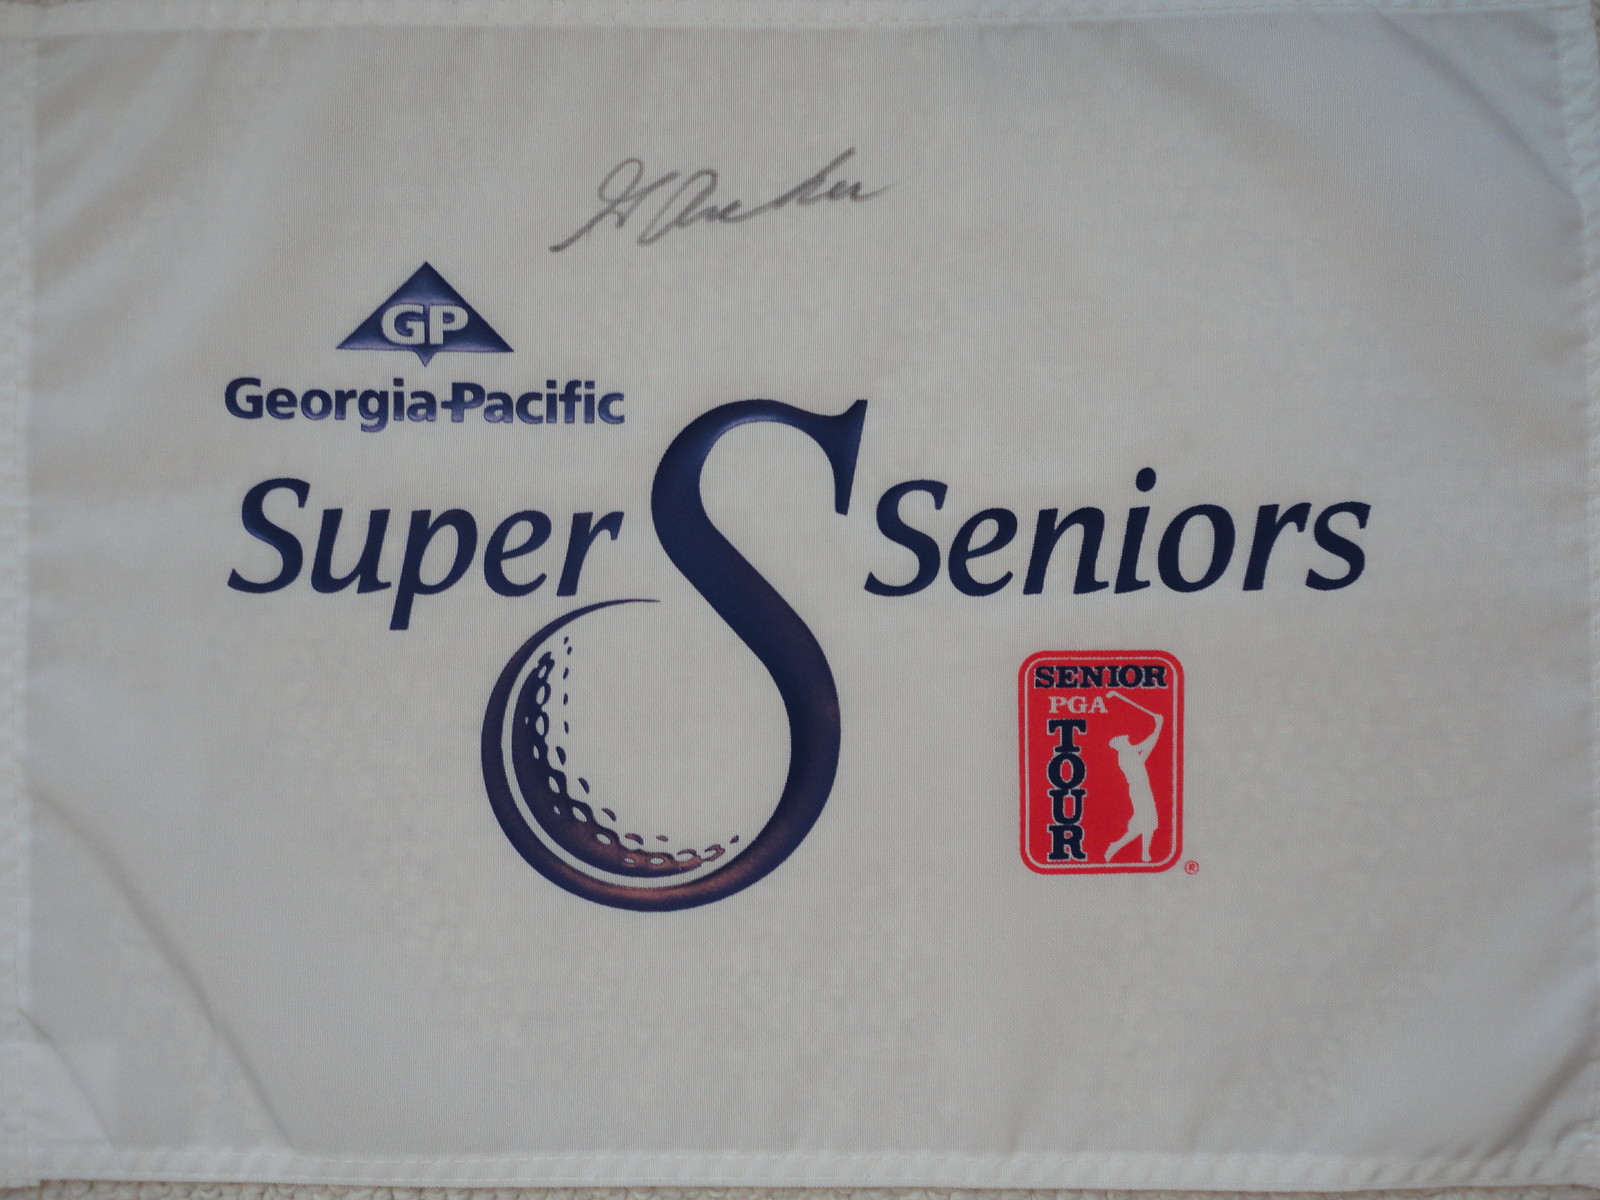 GP
Georgia-Pacific
Super S Seniors
SENIOR
PGA
TOUR
®